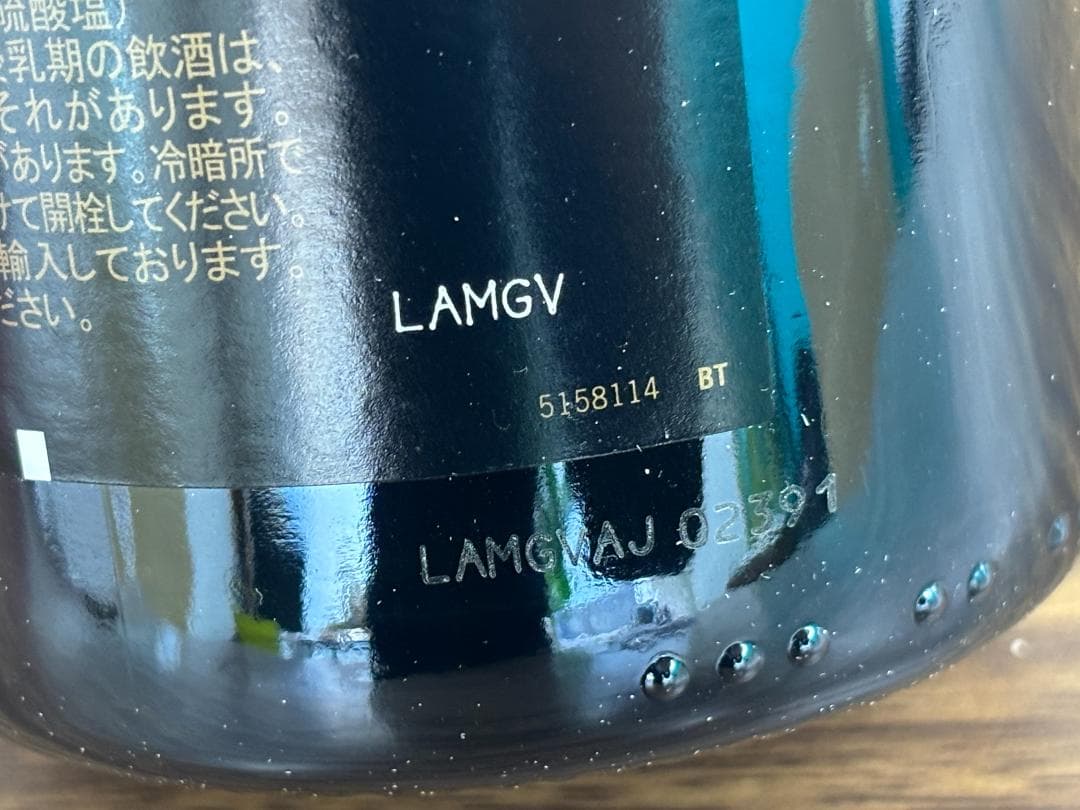 硫酸塩）
乳期の飲酒は、
それがあります。
があります。冷暗所で
けて開栓してください。
輸入しております。
ださい。
LAMGV
5158114 BT
LAMGVAJ 02391